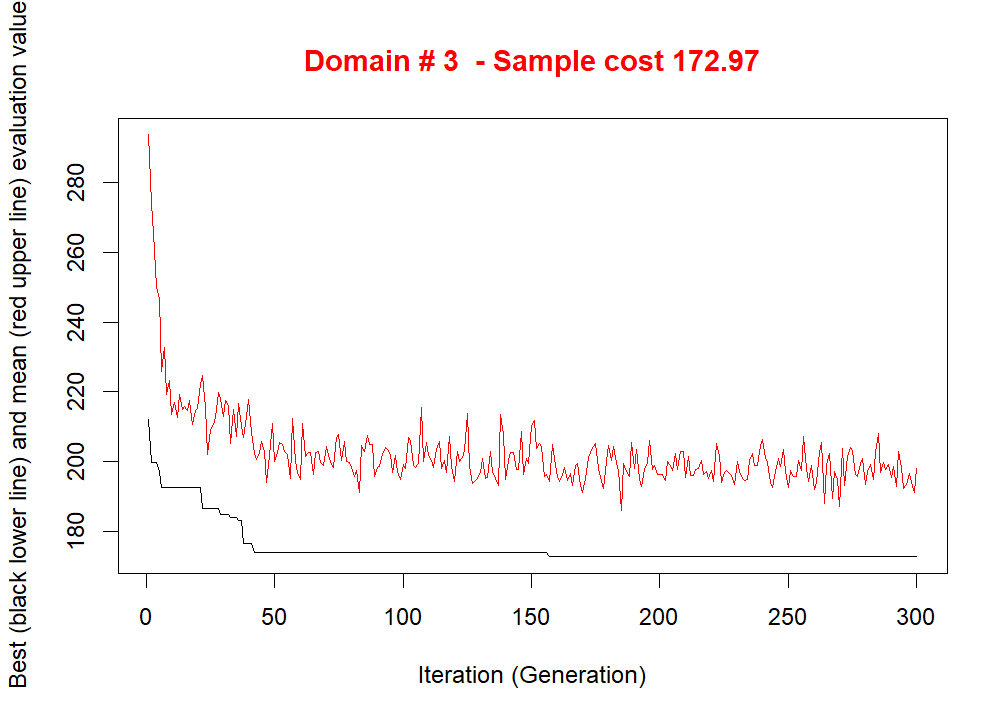 Domain # 3  - Sample cost 172.97
Best (black lower line) and mean (red upper line) evaluation value
280
260
240
220
200
180
0 50 100 150 200 250 300
Iteration (Generation)